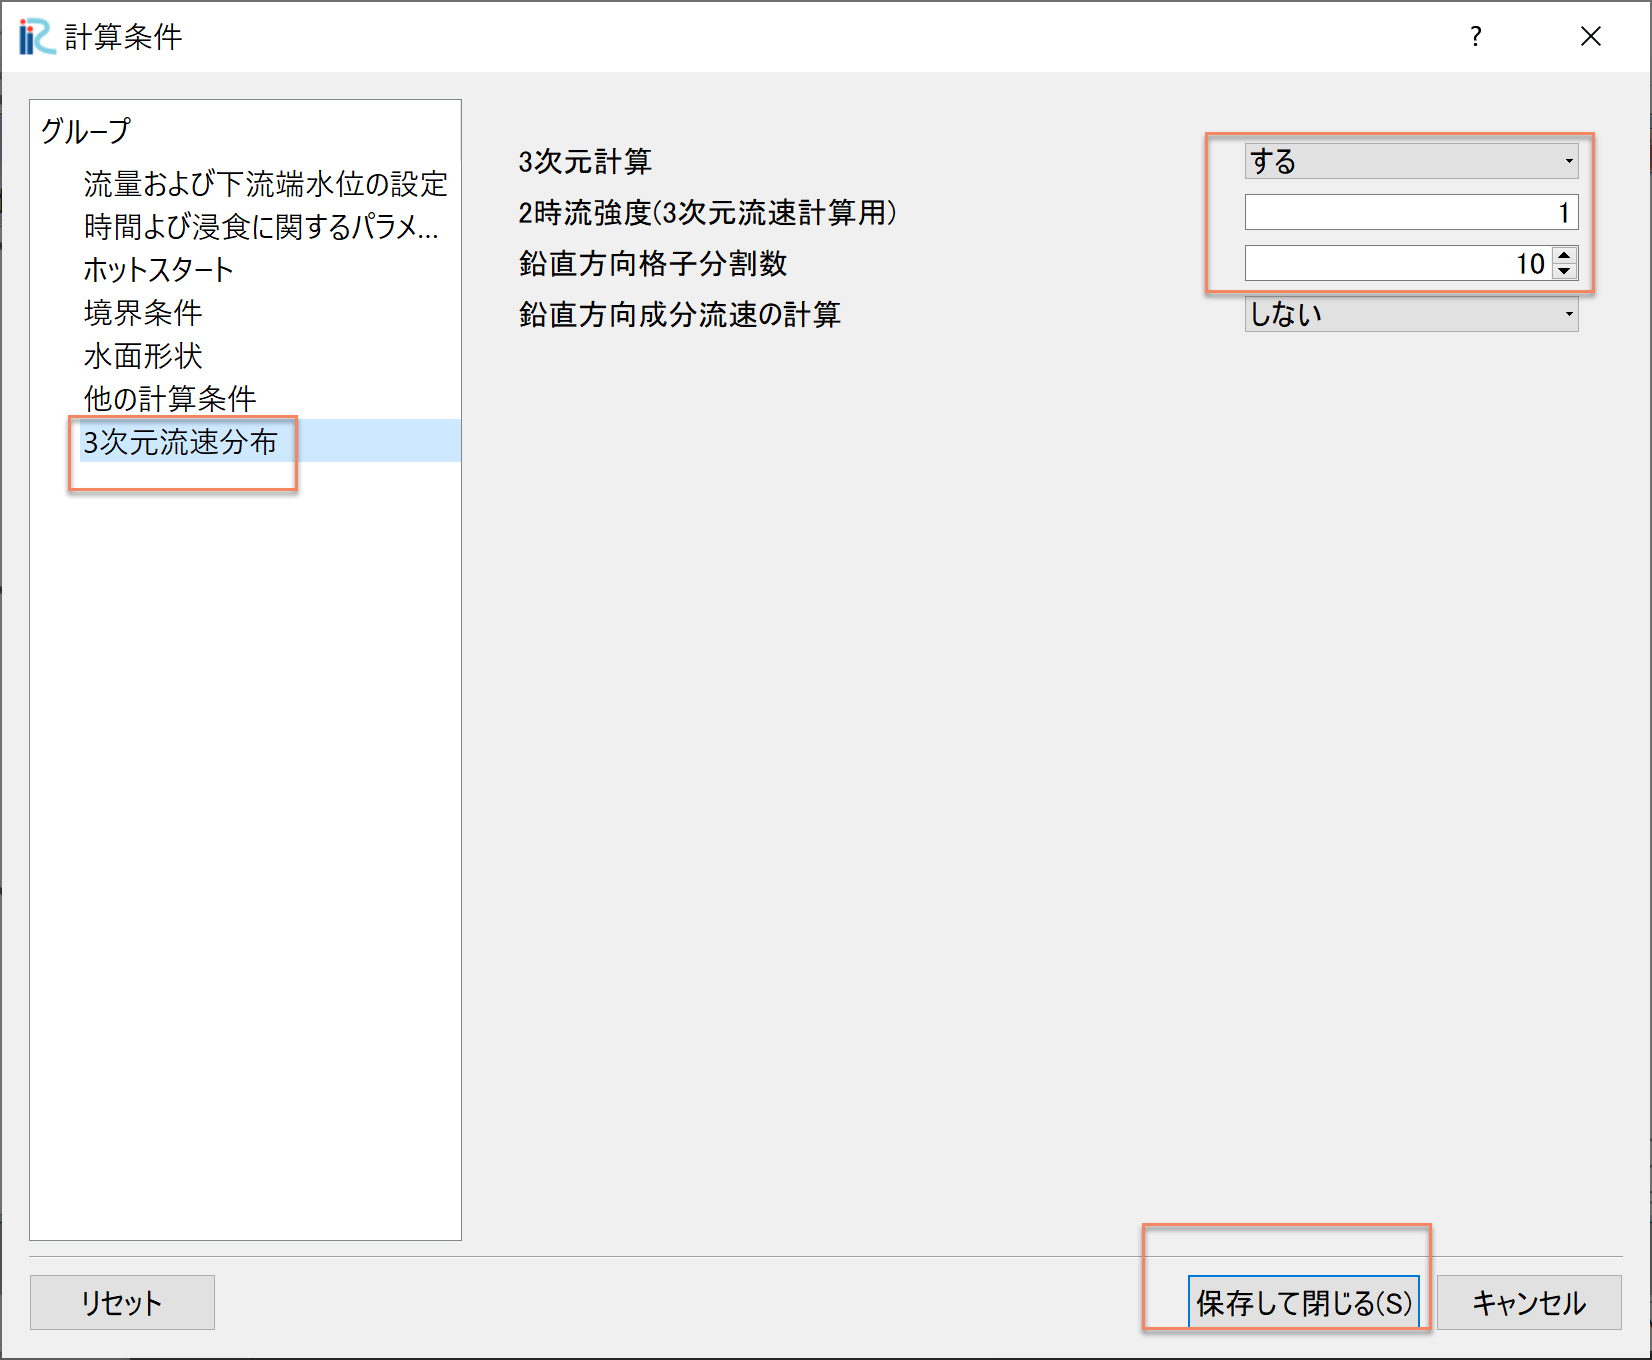 計算条件
?
グループ
流量および下流端水位の設定
時間よび浸食に関するパラメ...
ホットスタート
境界条件
水面形状
他の計算条件
3次元流速分布
3次元計算 する
2時流強度(3次元流速計算用) 1
鉛直方向格子分割数 10
鉛直方向成分流速の計算 しない
リセット 保存して閉じる(S) キャンセル